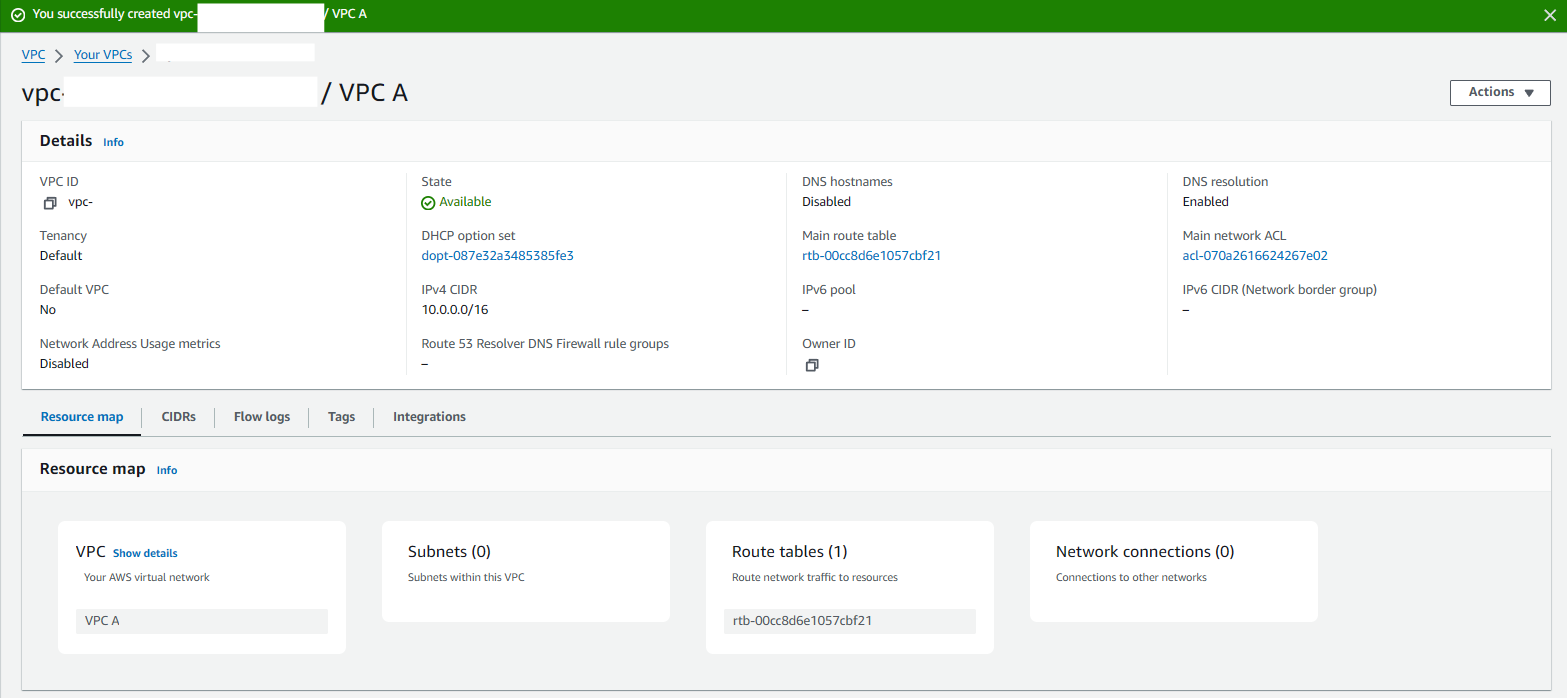 You successfully created vpc- / VPC A
VPC > Your VPCs >
vpc- / VPC A
Actions ▼
Details Info
VPC ID
vpc-
State
Available
DNS hostnames
Disabled
DNS resolution
Enabled
Tenancy
Default
DHCP option set
dopt-087e32a3485385fe3
Main route table
rtb-00cc8d6e1057cbf21
Main network ACL
acl-070a2616624267e02
Default VPC
No
IPv4 CIDR
10.0.0.0/16
IPv6 pool
–
IPv6 CIDR (Network border group)
–
Network Address Usage metrics
Disabled
Route 53 Resolver DNS Firewall rule groups
–
Owner ID
Resource map
CIDRs
Flow logs
Tags
Integrations
Resource map Info
VPC Show details
Your AWS virtual network
VPC A
Subnets (0)
Subnets within this VPC
Route tables (1)
Route network traffic to resources
rtb-00cc8d6e1057cbf21
Network connections (0)
Connections to other networks